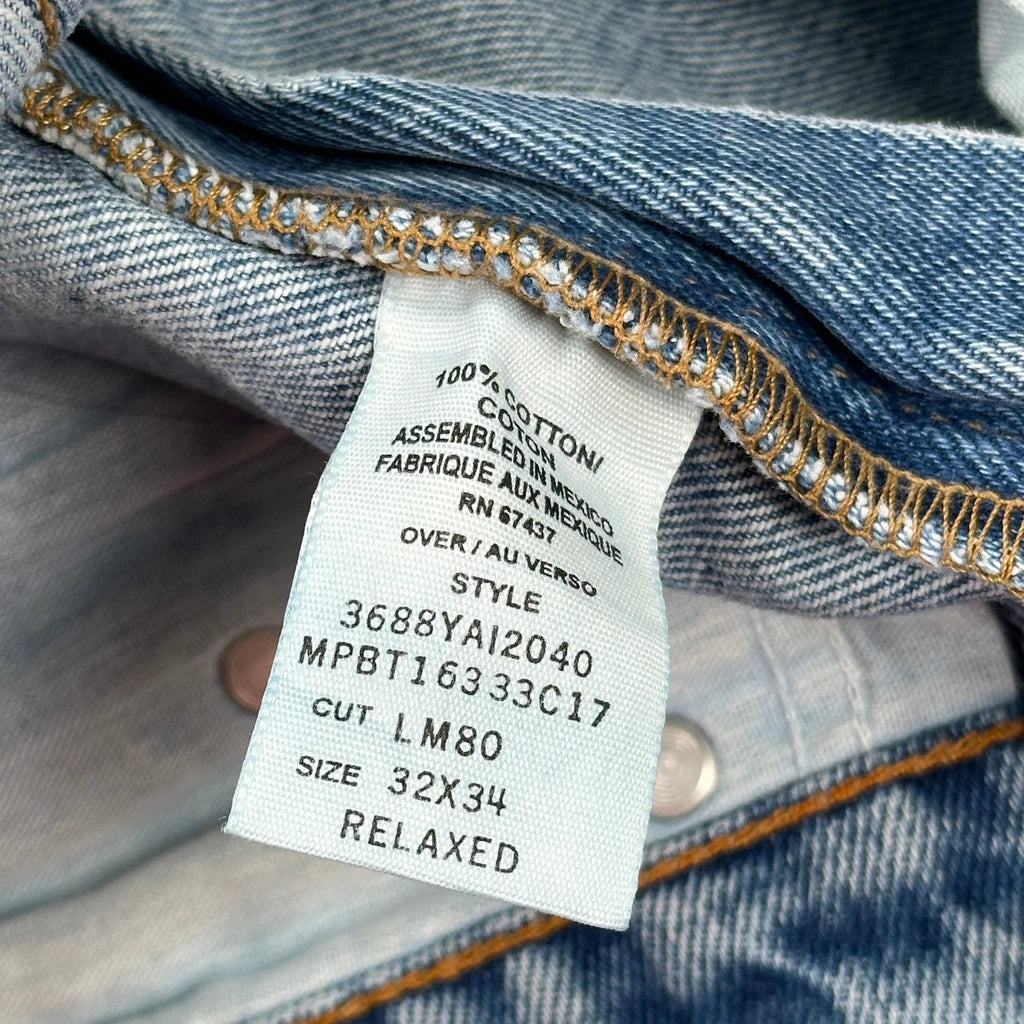 100% COTTON/
COTON
ASSEMBLED IN MEXICO
FABRIQUE AUX MEXIQUE
RN 67437
OVER / AU VERSO
STYLE
3688YAI2040
MPBT16333C17
CUT LM80
SIZE 32X34
RELAXED